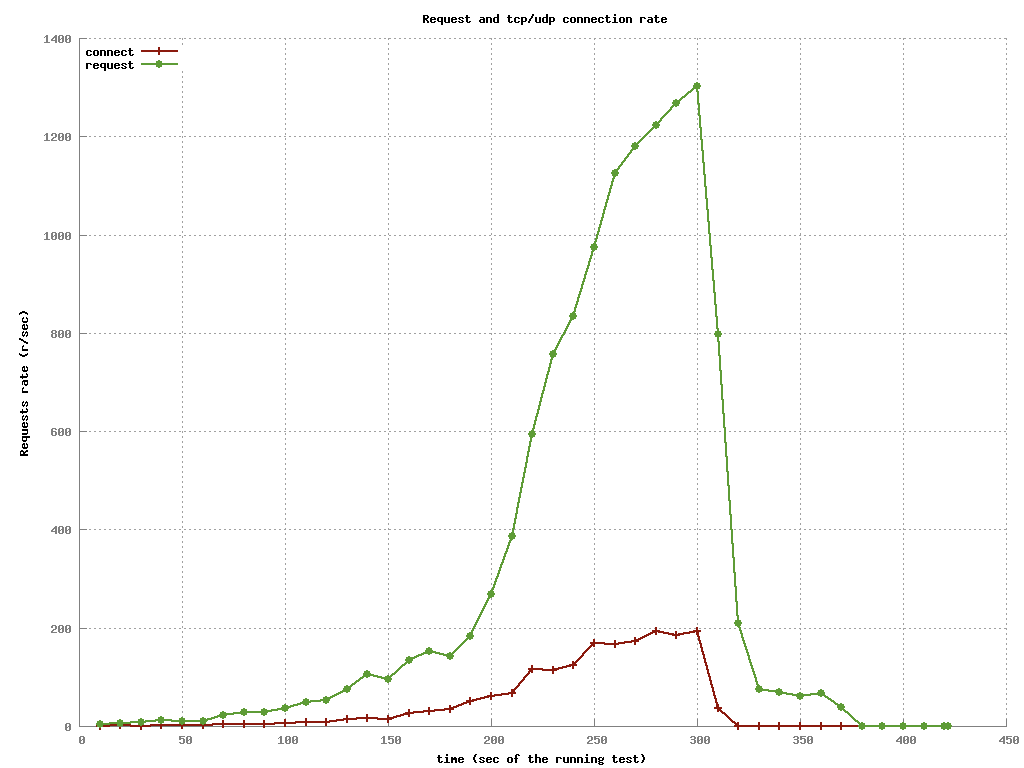 Request and tcp/udp connection rate
1400
connect
request
1200
1000
800
Requests rate (r/sec)
600
400
200
0
0 50 100 150 200 250 300 350 400 450
time (sec of the running test)